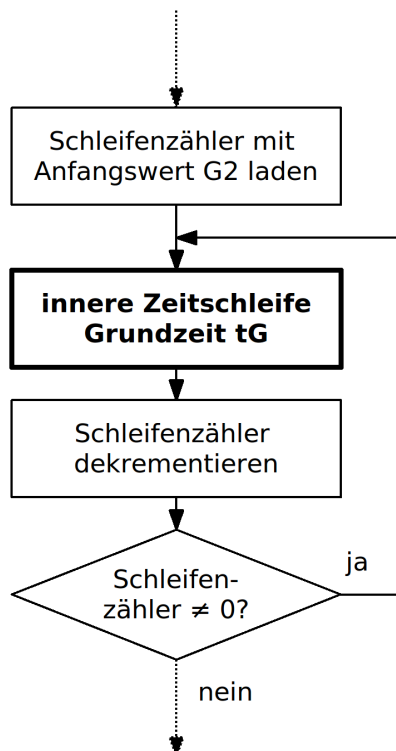 Schleifenzähler mit
Anfangswert G2 laden
innere Zeitschleife
Grundzeit tG
Schleifenzähler
dekrementieren
Schleifen-
zähler ≠ 0?
ja
nein